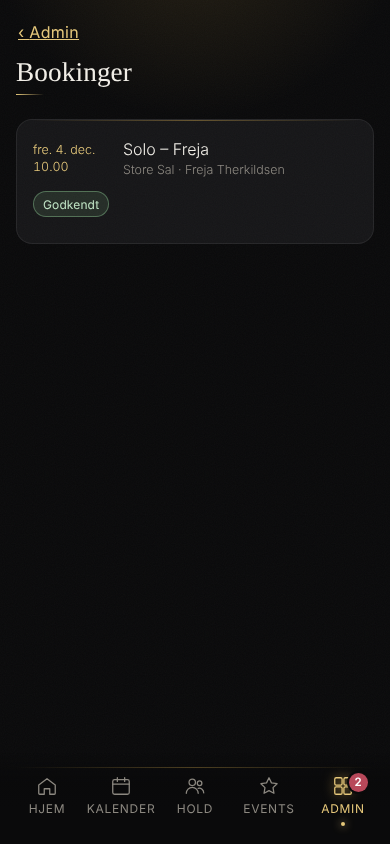 ‹ Admin
Bookinger
fre. 4. dec.
10.00
Solo – Freja
Store Sal · Freja Therkildsen
Godkendt
2
HJEM
KALENDER
HOLD
EVENTS
ADMIN